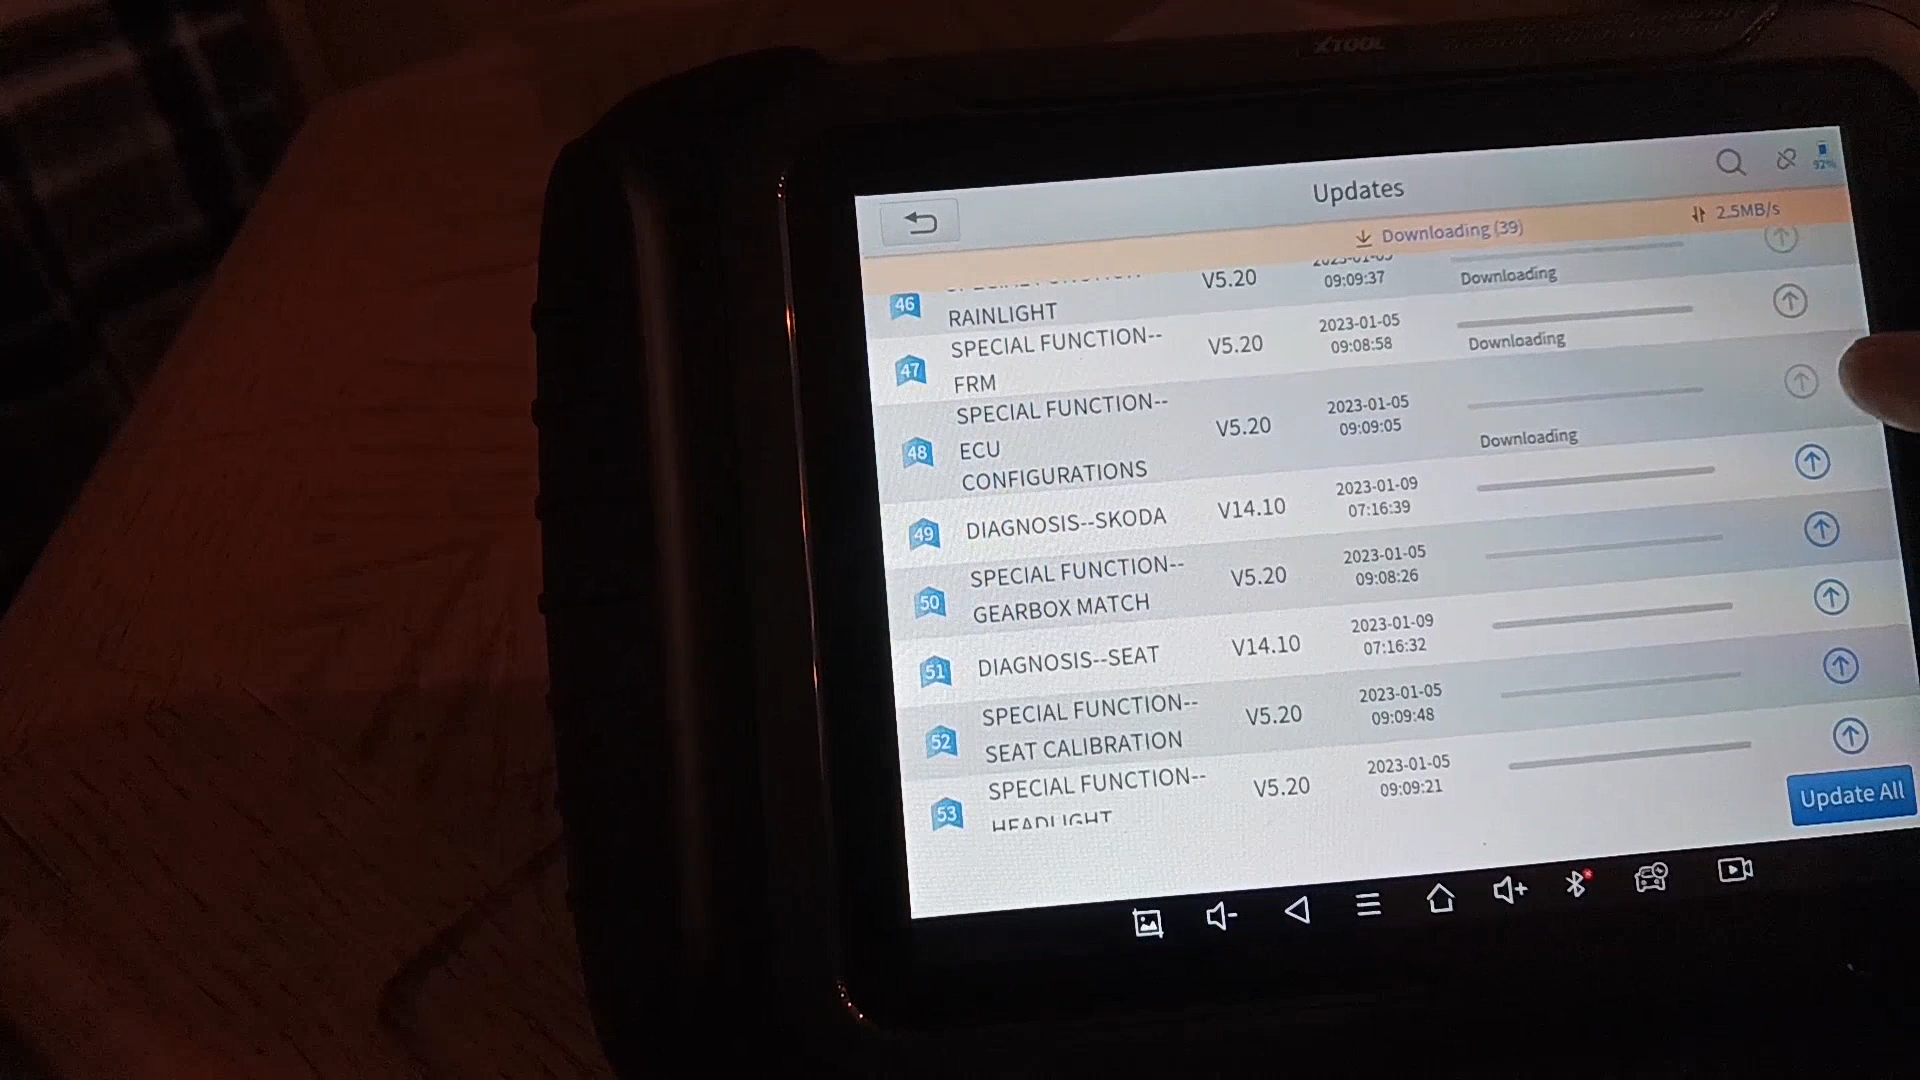 XTOOL
Updates
92%
Downloading (39)
2.5MB/s
46
RAINLIGHT
V5.20
2023-01-05
09:09:37
Downloading
47
SPECIAL FUNCTION--
FRM
V5.20
2023-01-05
09:08:58
Downloading
48
SPECIAL FUNCTION--
ECU
CONFIGURATIONS
V5.20
2023-01-05
09:09:05
Downloading
49
DIAGNOSIS--SKODA
V14.10
2023-01-09
07:16:39
50
SPECIAL FUNCTION--
GEARBOX MATCH
V5.20
2023-01-05
09:08:26
51
DIAGNOSIS--SEAT
V14.10
2023-01-09
07:16:32
52
SPECIAL FUNCTION--
SEAT CALIBRATION
V5.20
2023-01-05
09:09:48
53
SPECIAL FUNCTION--
HEADLIGHT
V5.20
2023-01-05
09:09:21
Update All